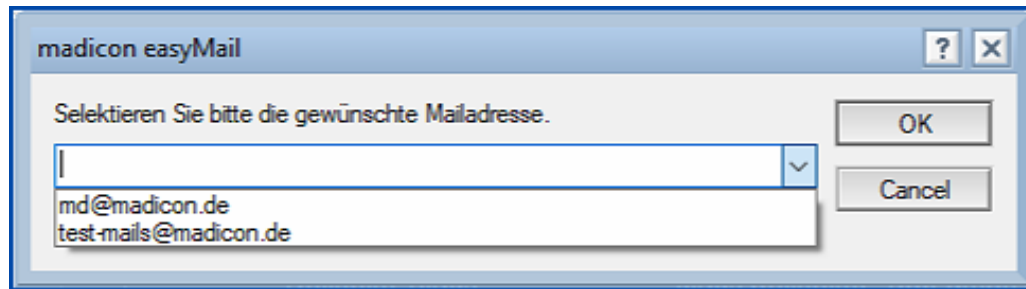 madicon easyMail
Selektieren Sie bitte die gewünschte Mailadresse.
OK
Cancel
md@madicon.de
test-mails@madicon.de